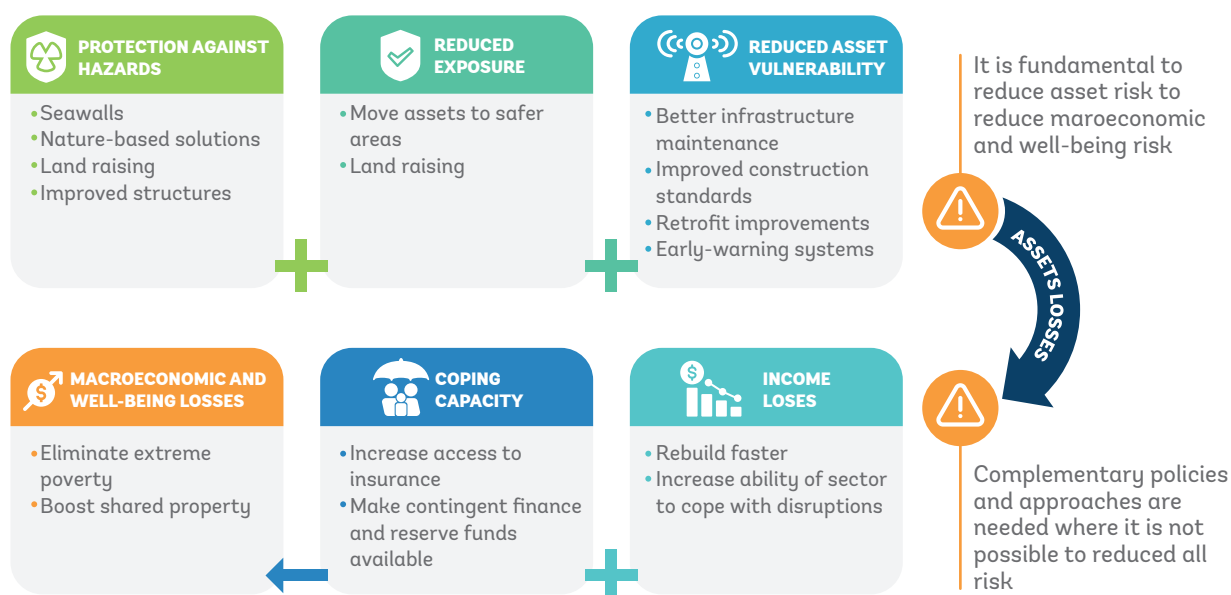 PROTECTION AGAINST
HAZARDS
• Seawalls
• Nature-based solutions
• Land raising
• Improved structures
REDUCED
EXPOSURE
• Move assets to safer
areas
• Land raising
REDUCED ASSET
VULNERABILITY
• Better infrastructure
maintenance
• Improved construction
standards
• Retrofit improvements
• Early-warning systems
It is fundamental to
reduce asset risk to
reduce maroeconomic
and well-being risk
ASSETS LOSSES
MACROECONOMIC AND
WELL-BEING LOSSES
• Eliminate extreme
poverty
• Boost shared property
COPING
CAPACITY
• Increase access to
insurance
• Make contingent finance
and reserve funds
available
INCOME
LOSES
• Rebuild faster
• Increase ability of sector
to cope with disruptions
Complementary policies
and approaches are
needed where it is not
possible to reduced all
risk